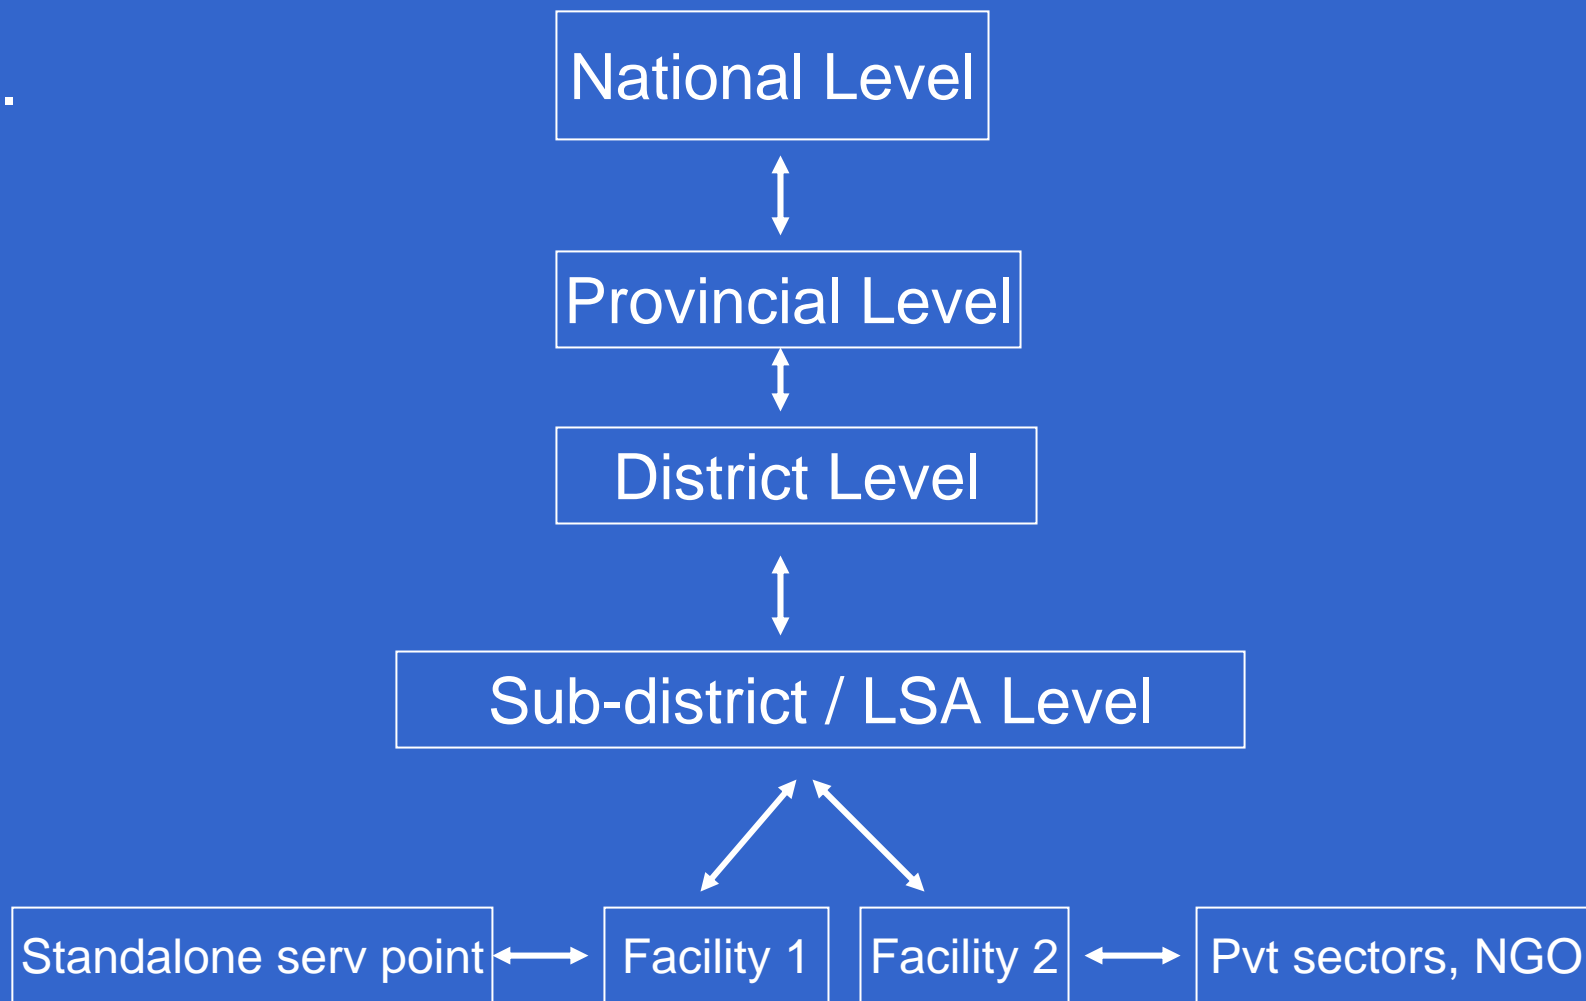 National Level
.
Provincial Level
District Level
Sub-district / LSA Level
Standalone serv point
Facility 1
Facility 2
Pvt sectors, NGO